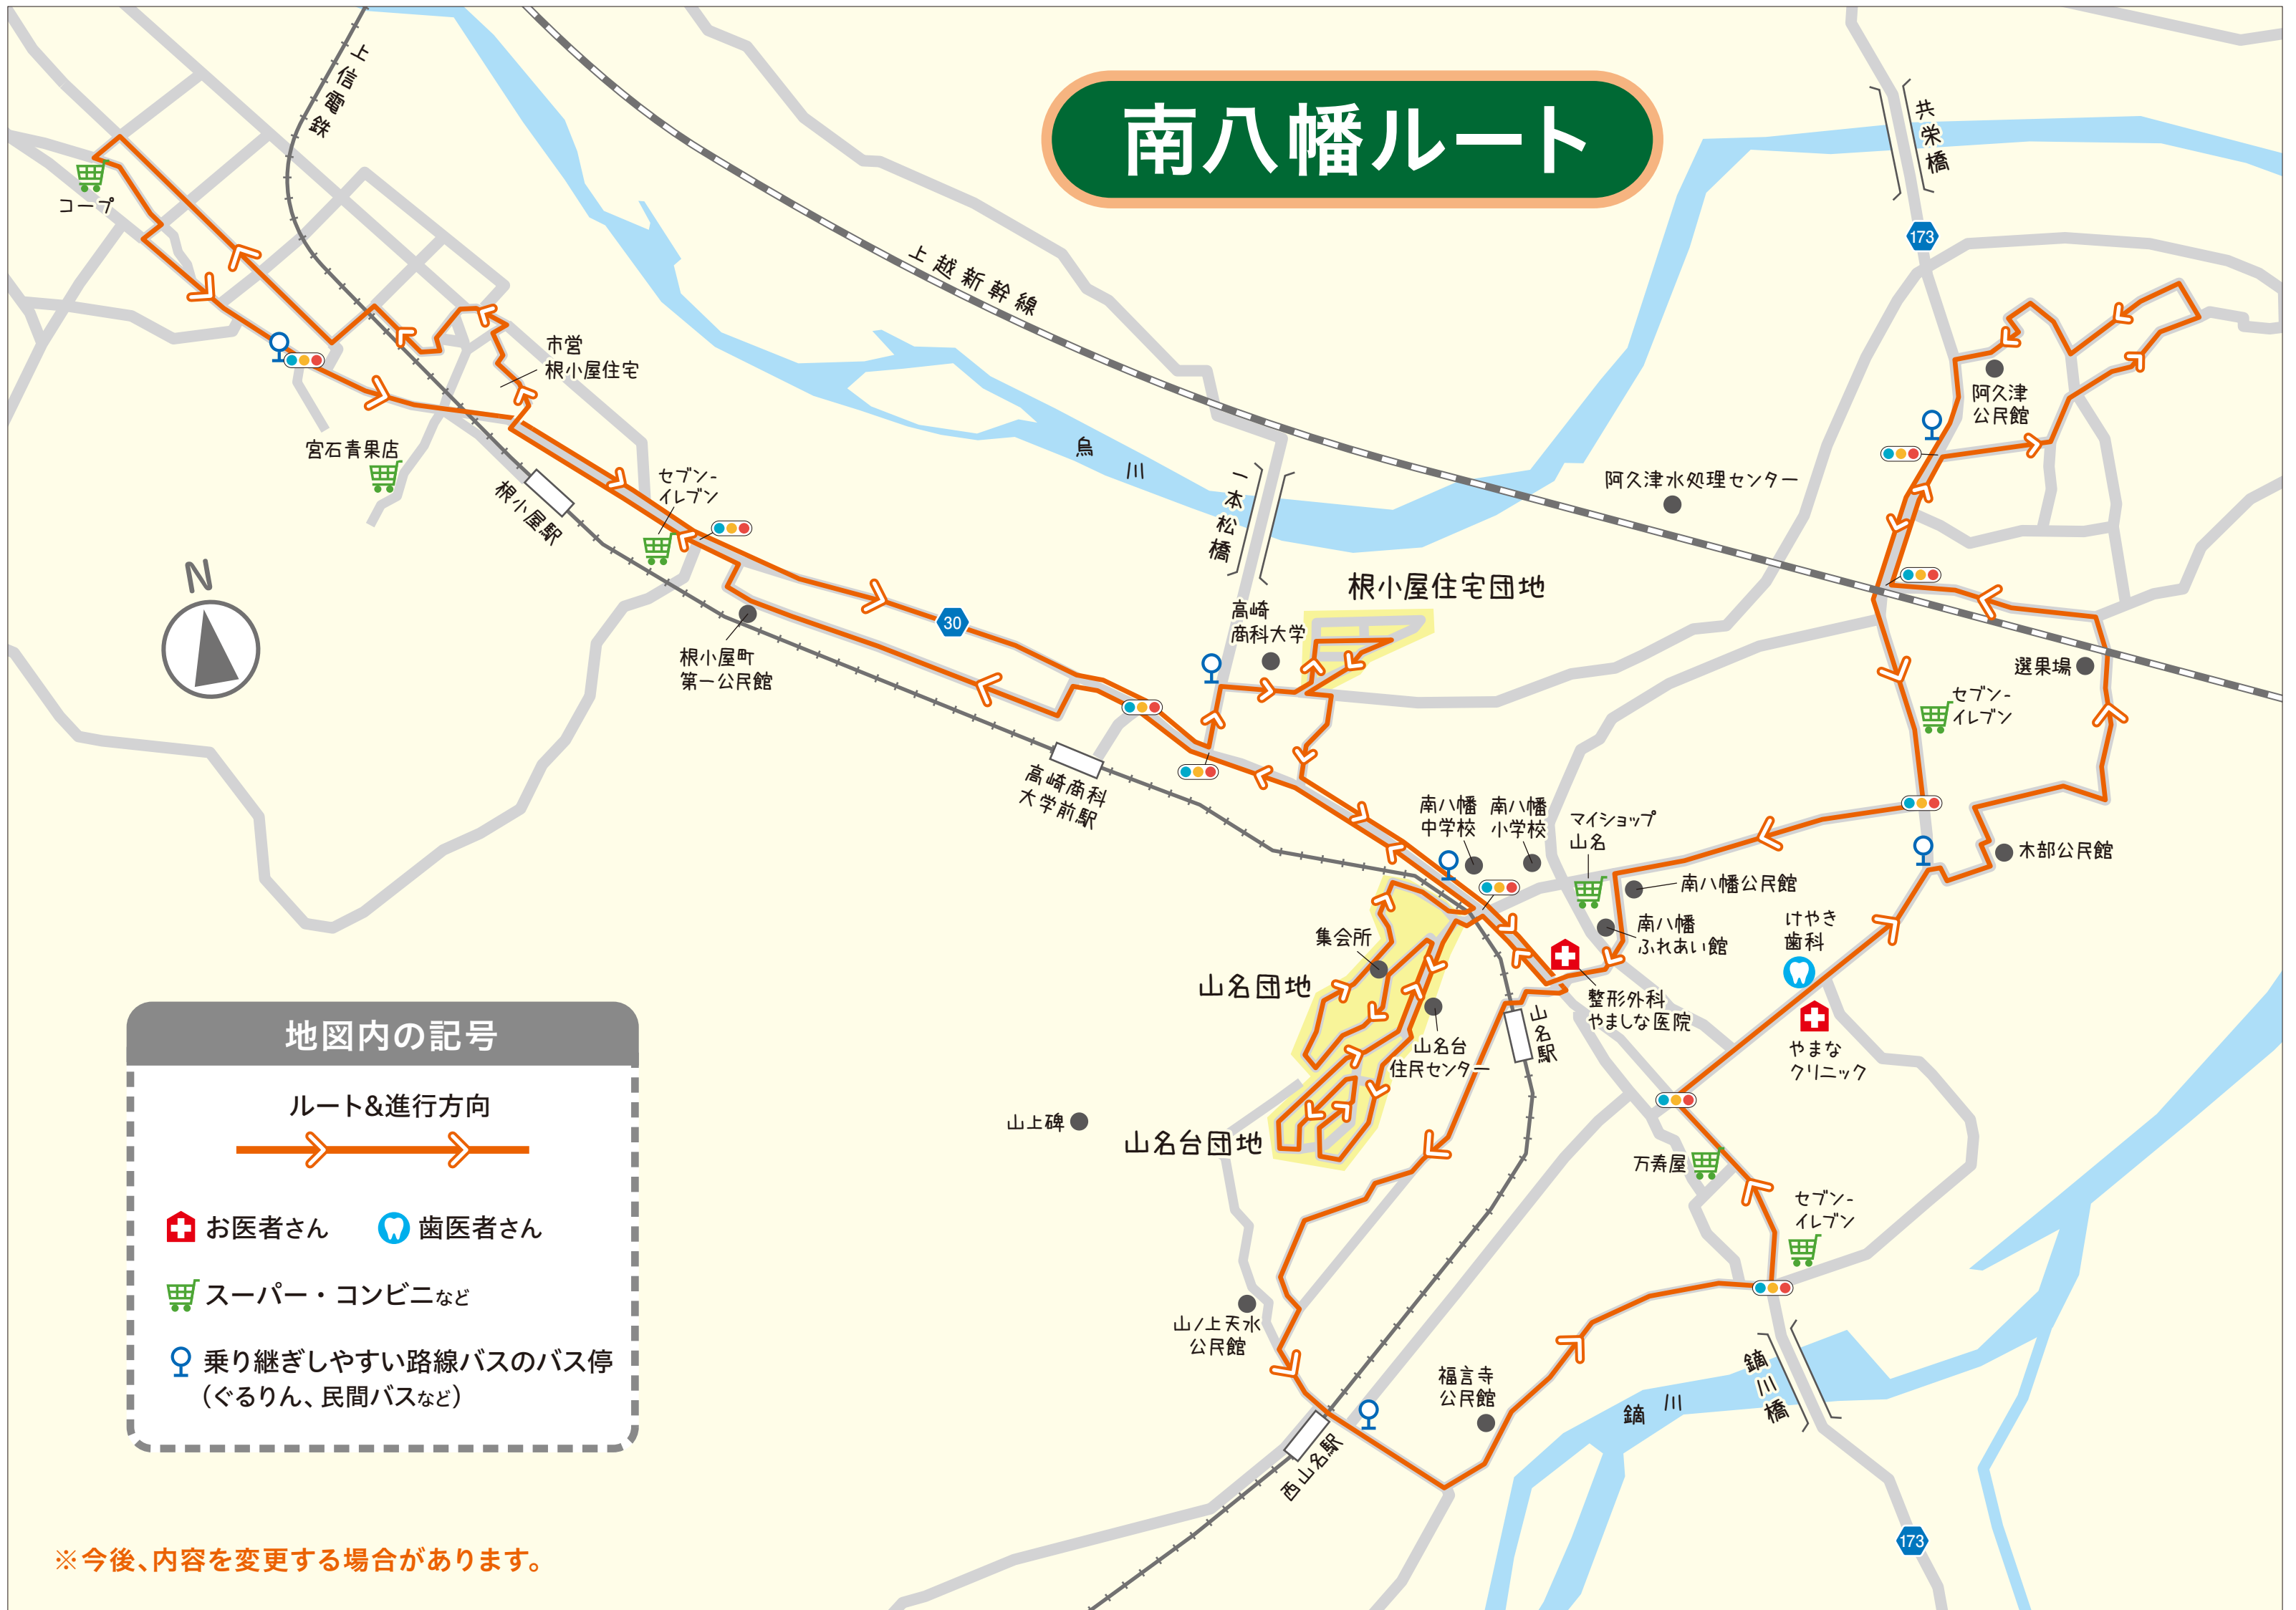 南八幡ルート
上信電鉄
コープ
共栄橋
173
上越新幹線
市営
根小屋住宅
宮石青果店
セブン-
イレブン
根小屋駅
烏川
一本松橋
阿久津
公民館
阿久津水処理センター
N
30
根小屋町
第一公民館
高崎
商科大学
根小屋住宅団地
選果場
セブン-
イレブン
高崎商科
大学前駅
南八幡
中学校
南八幡
小学校
マイショップ
山名
木部公民館
南八幡公民館
南八幡
ふれあい館
けやき
歯科
集会所
山名団地
整形外科
やましな医院
山名駅
山名台
住民センター
やまな
クリニック
山上碑
山名台団地
万寿屋
セブン-
イレブン
山ノ上天水
公民館
福言寺
公民館
鏑川
鏑川橋
西山名駅
173
地図内の記号
ルート&進行方向
お医者さん
歯医者さん
スーパー・コンビニなど
乗り継ぎしやすい路線バスのバス停
（ぐるりん、民間バスなど）
※今後、内容を変更する場合があります。